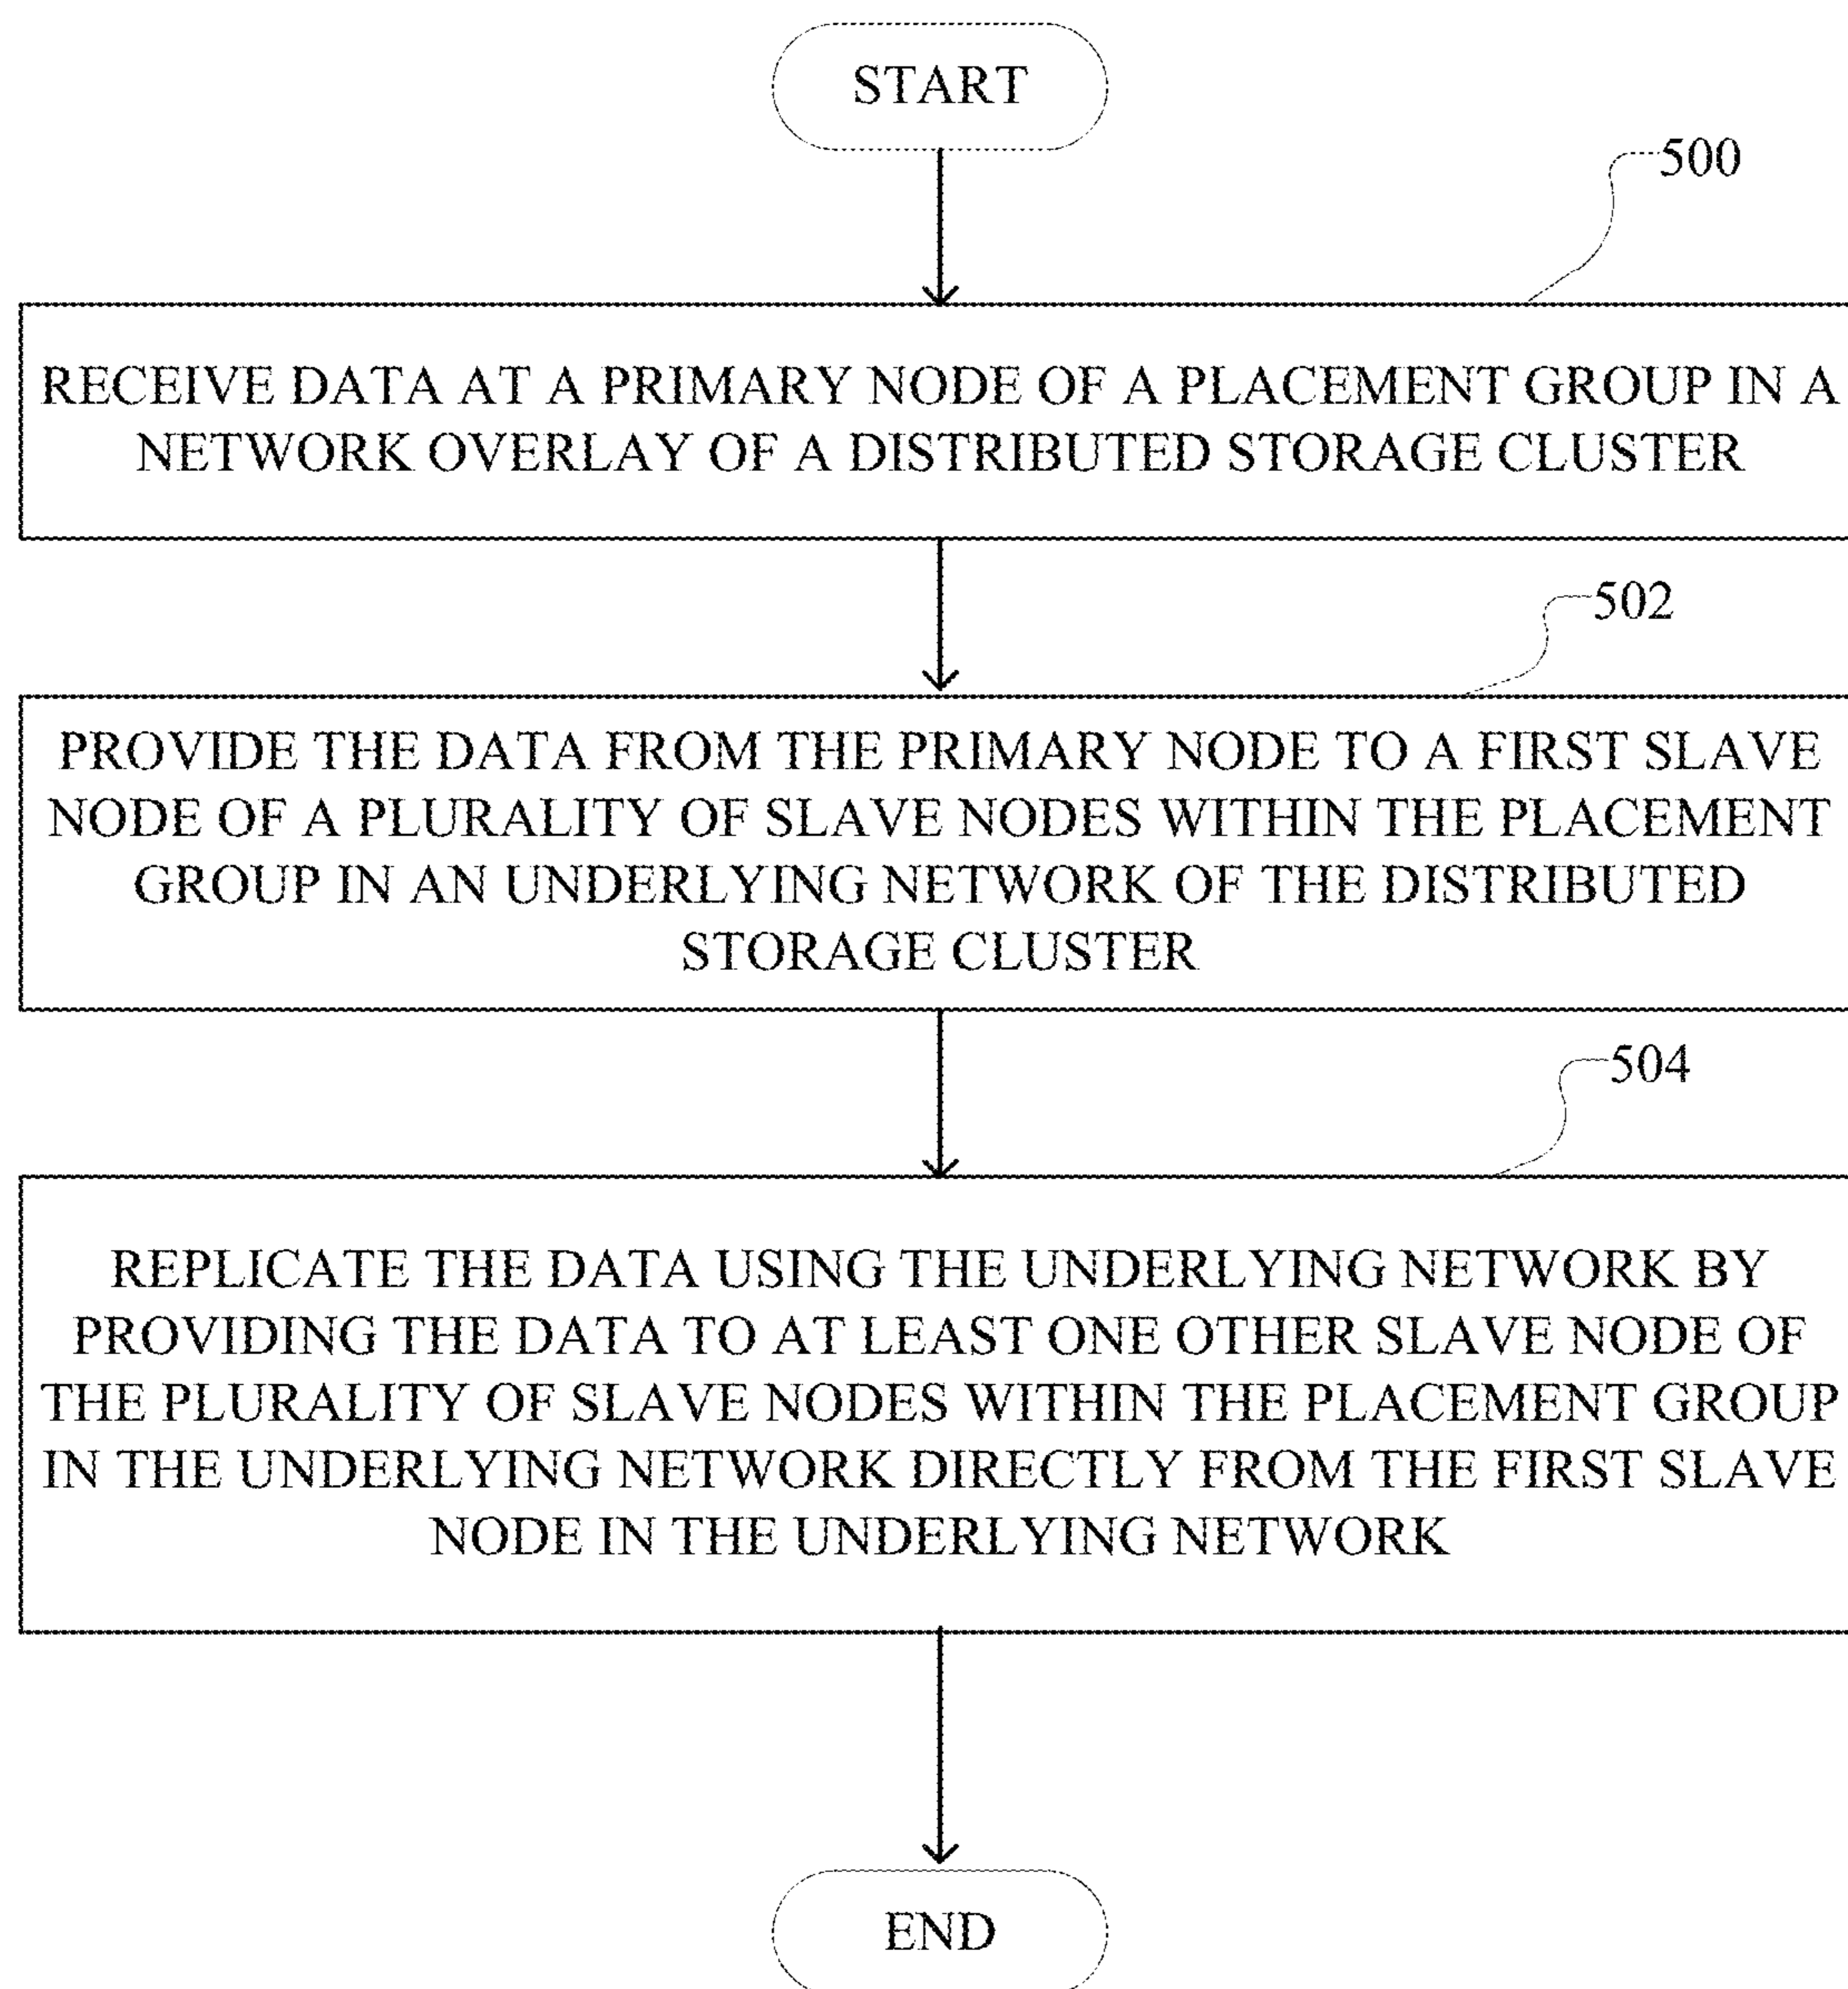 START
500
RECEIVE DATA AT A PRIMARY NODE OF A PLACEMENT GROUP IN A
NETWORK OVERLAY OF A DISTRIBUTED STORAGE CLUSTER
502
PROVIDE THE DATA FROM THE PRIMARY NODE TO A FIRST SLAVE
NODE OF A PLURALITY OF SLAVE NODES WITHIN THE PLACEMENT
GROUP IN AN UNDERLYING NETWORK OF THE DISTRIBUTED
STORAGE CLUSTER
504
REPLICATE THE DATA USING THE UNDERLYING NETWORK BY
PROVIDING THE DATA TO AT LEAST ONE OTHER SLAVE NODE OF
THE PLURALITY OF SLAVE NODES WITHIN THE PLACEMENT GROUP
IN THE UNDERLYING NETWORK DIRECTLY FROM THE FIRST SLAVE
NODE IN THE UNDERLYING NETWORK
END